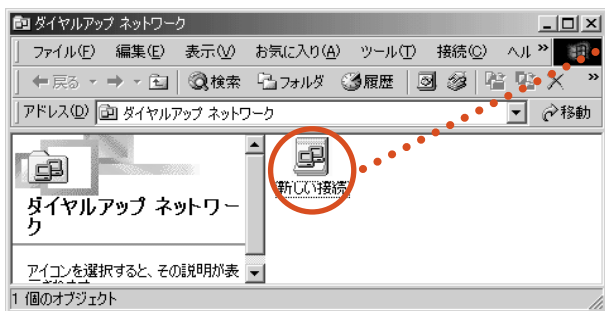 ダイヤルアップ ネットワーク
ファイル(F) 編集(E) 表示(V) お気に入り(A) ツール(T) 接続(C) ヘル »
戻る 検索 フォルダ 履歴 »
アドレス(D) ダイヤルアップ ネットワーク 移動
新しい接続
ダイヤルアップ ネットワー
ク
アイコンを選択すると、その説明が表
1 個のオブジェクト